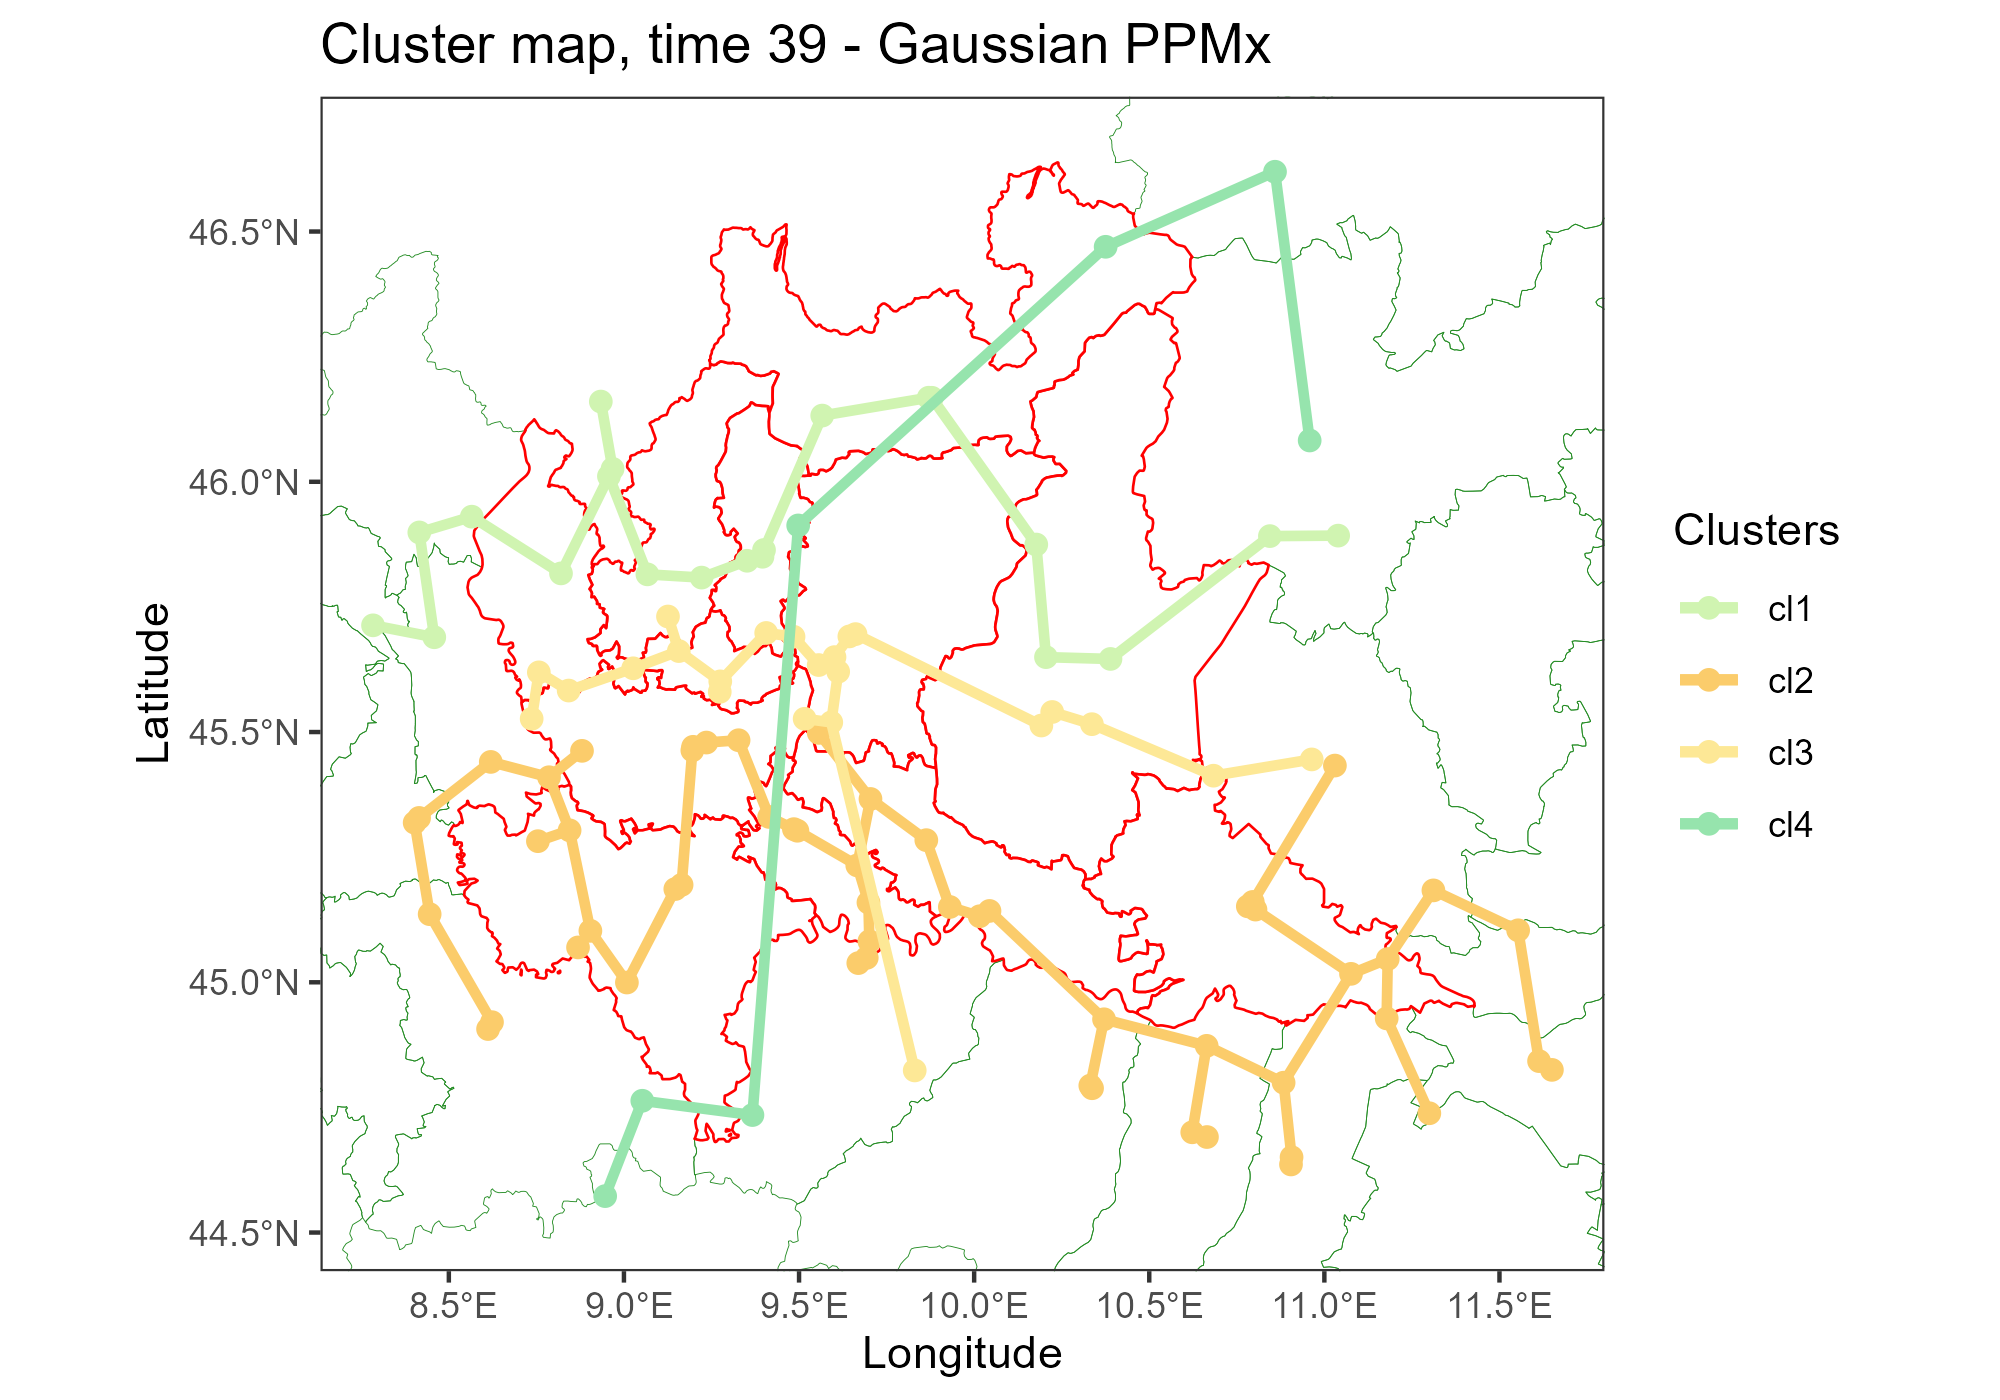 Cluster map, time 39 - Gaussian PPMx
46.5°N
46.0°N
45.5°N
45.0°N
44.5°N
Latitude
8.5°E
9.0°E
9.5°E
10.0°E
10.5°E
11.0°E
11.5°E
Longitude
Clusters
cl1
cl2
cl3
cl4